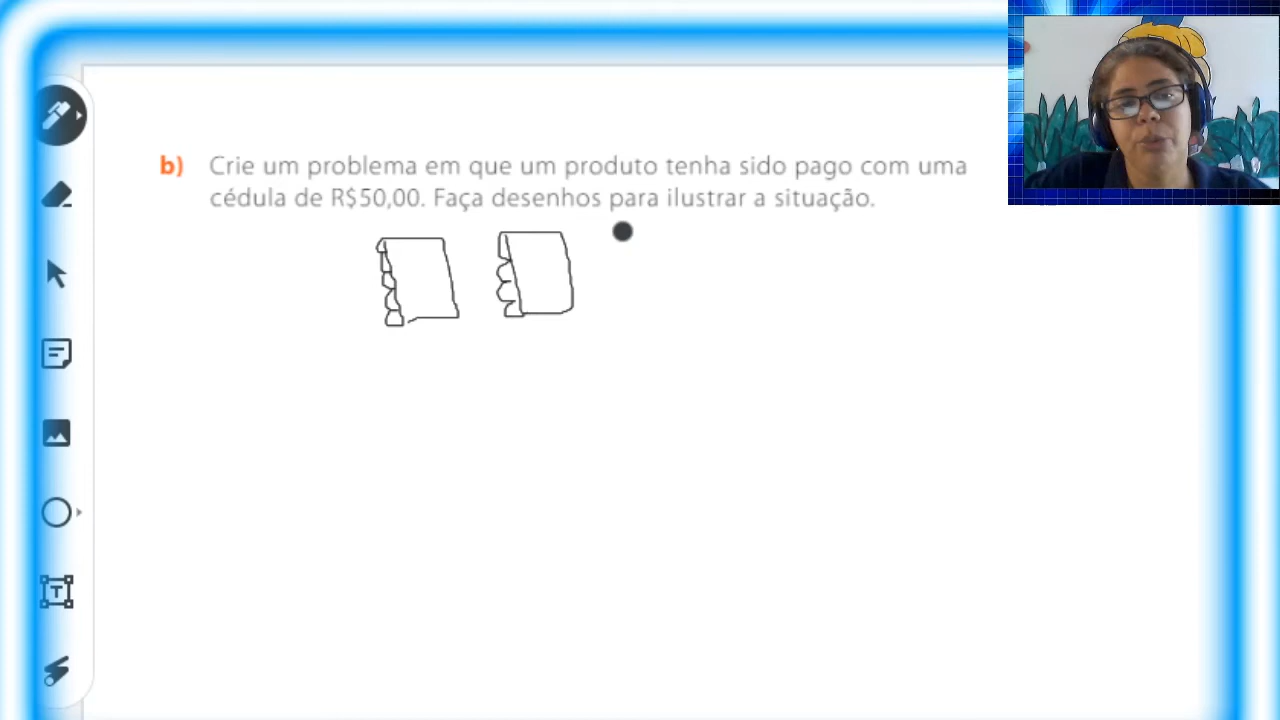 b) Crie um problema em que um produto tenha sido pago com uma
cédula de R$50,00. Faça desenhos para ilustrar a situação.
T